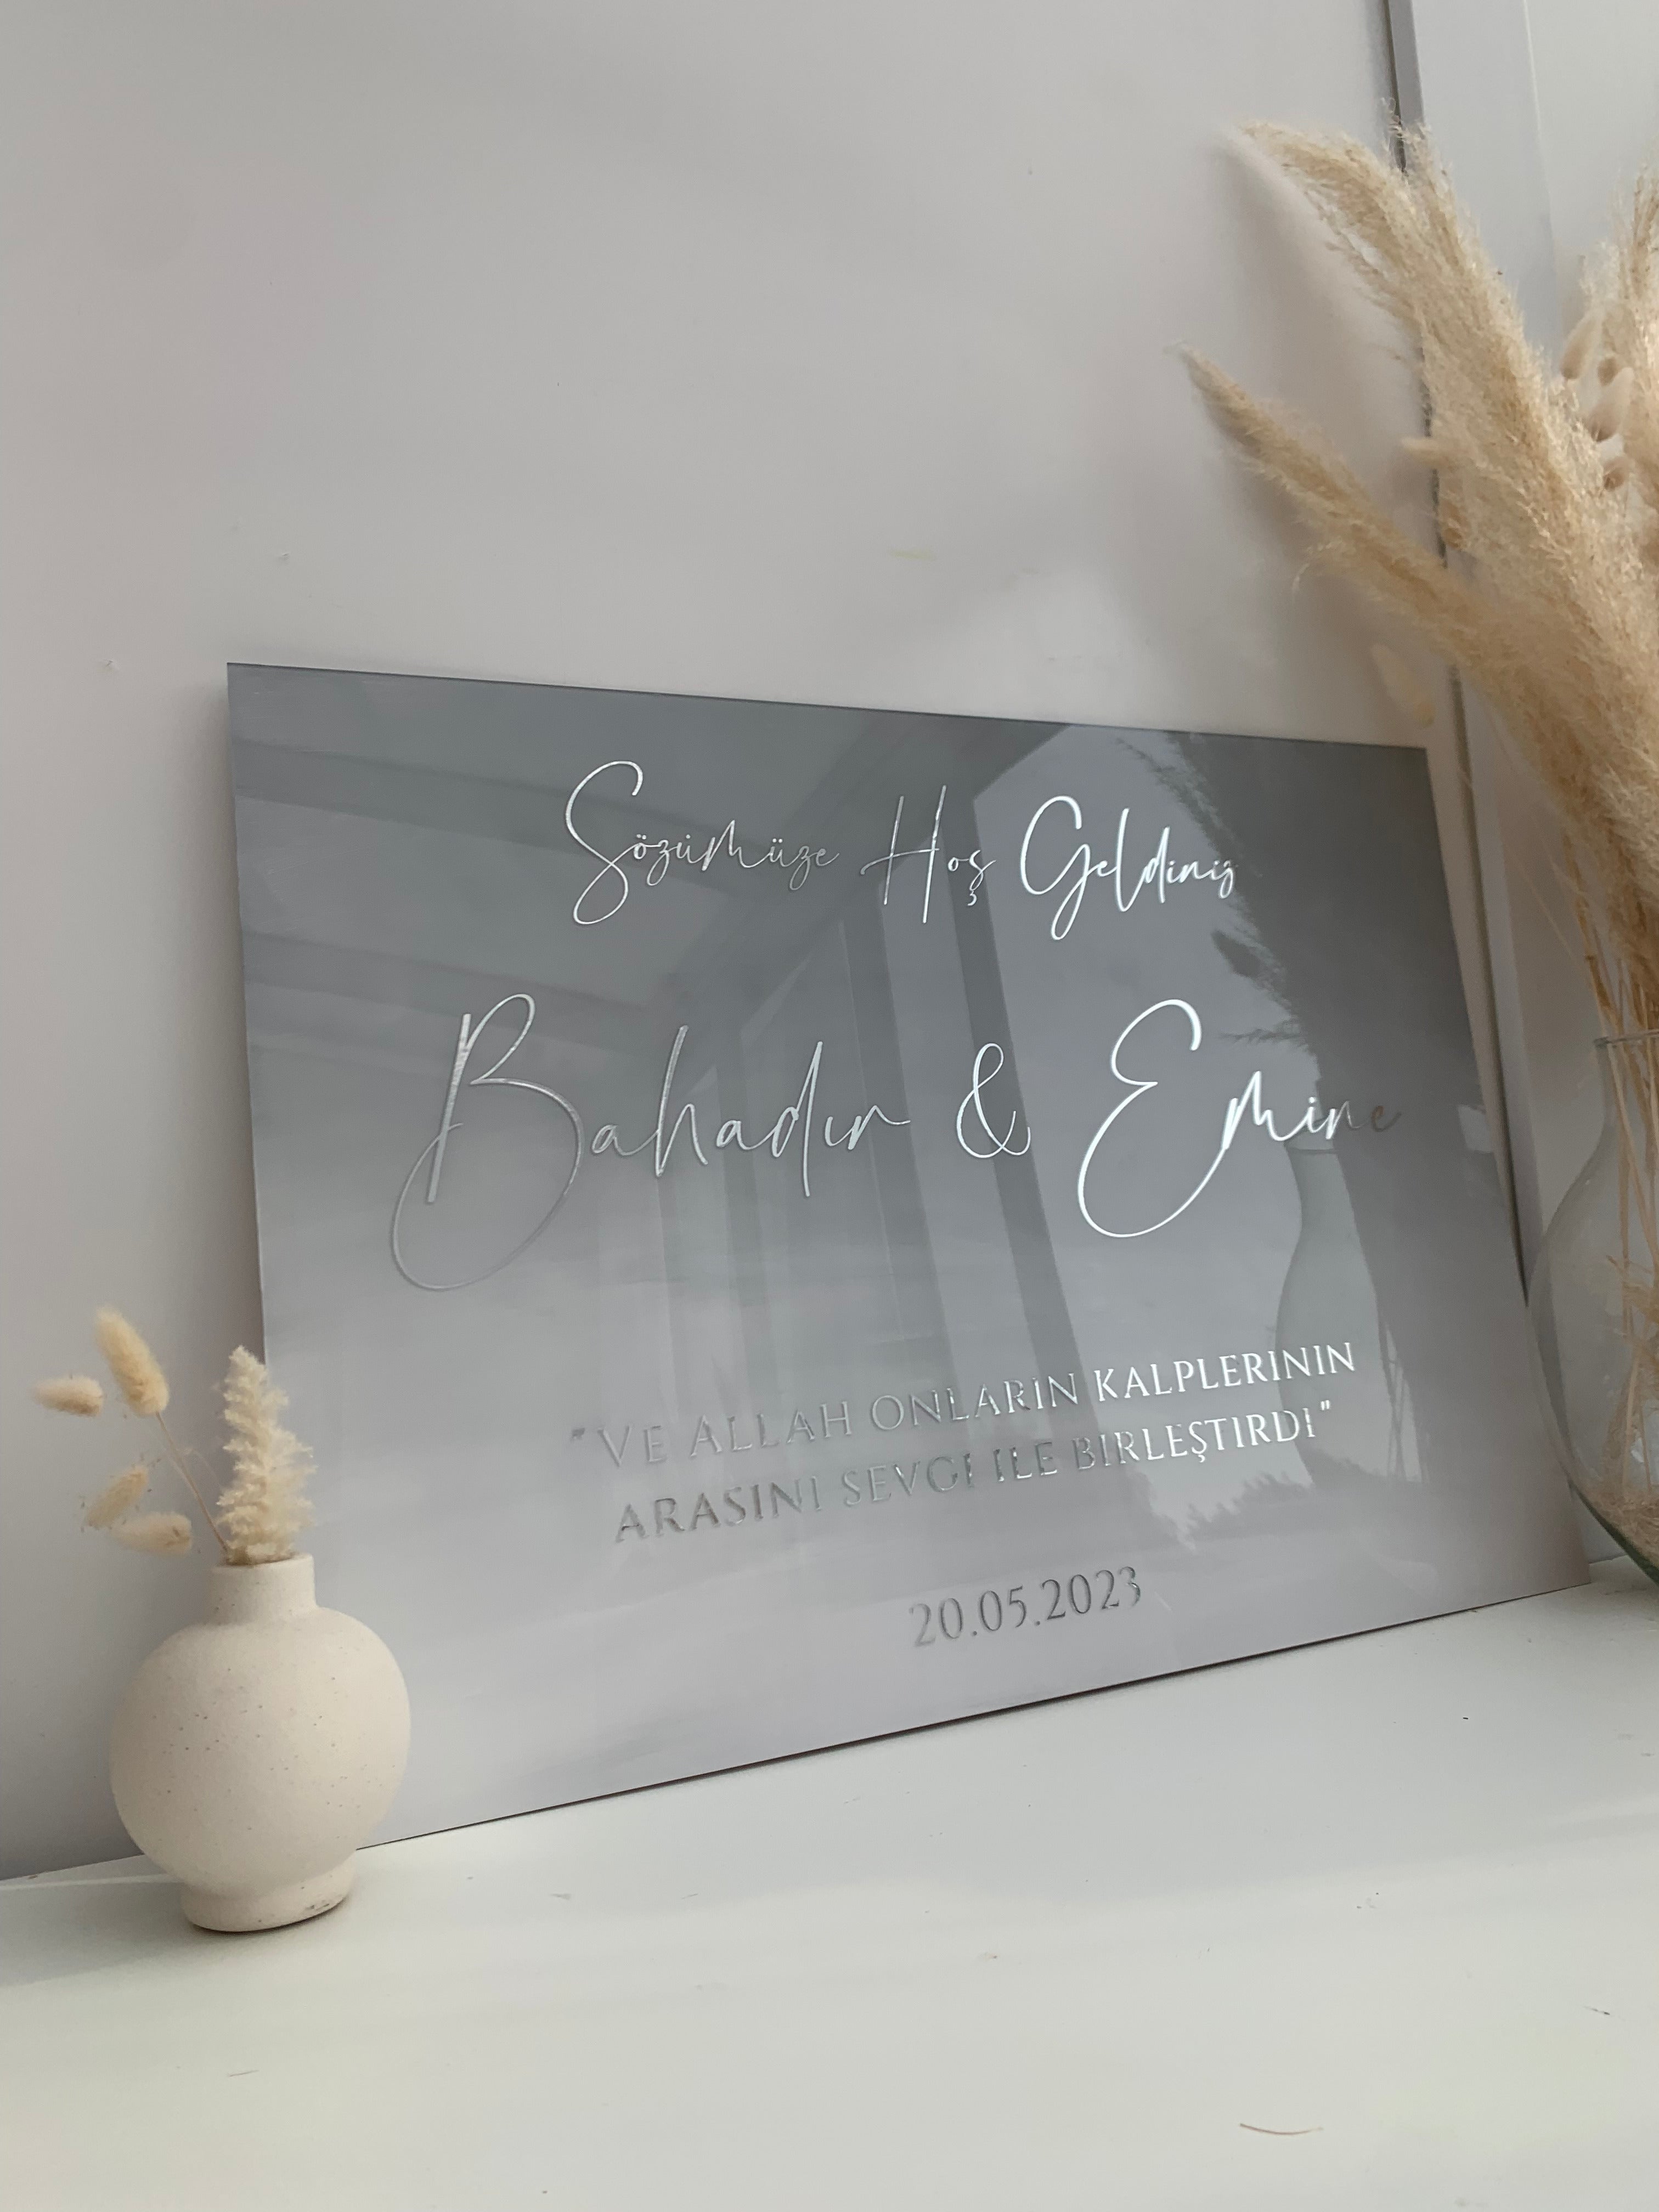 Sözümüze Hoş Geldiniz
Bahadır & Emine
"VE ALLAH ONLARIN KALPLERININ
ARASINI SEVGI ILE BIRLEŞTIRDI"
20.05.2023